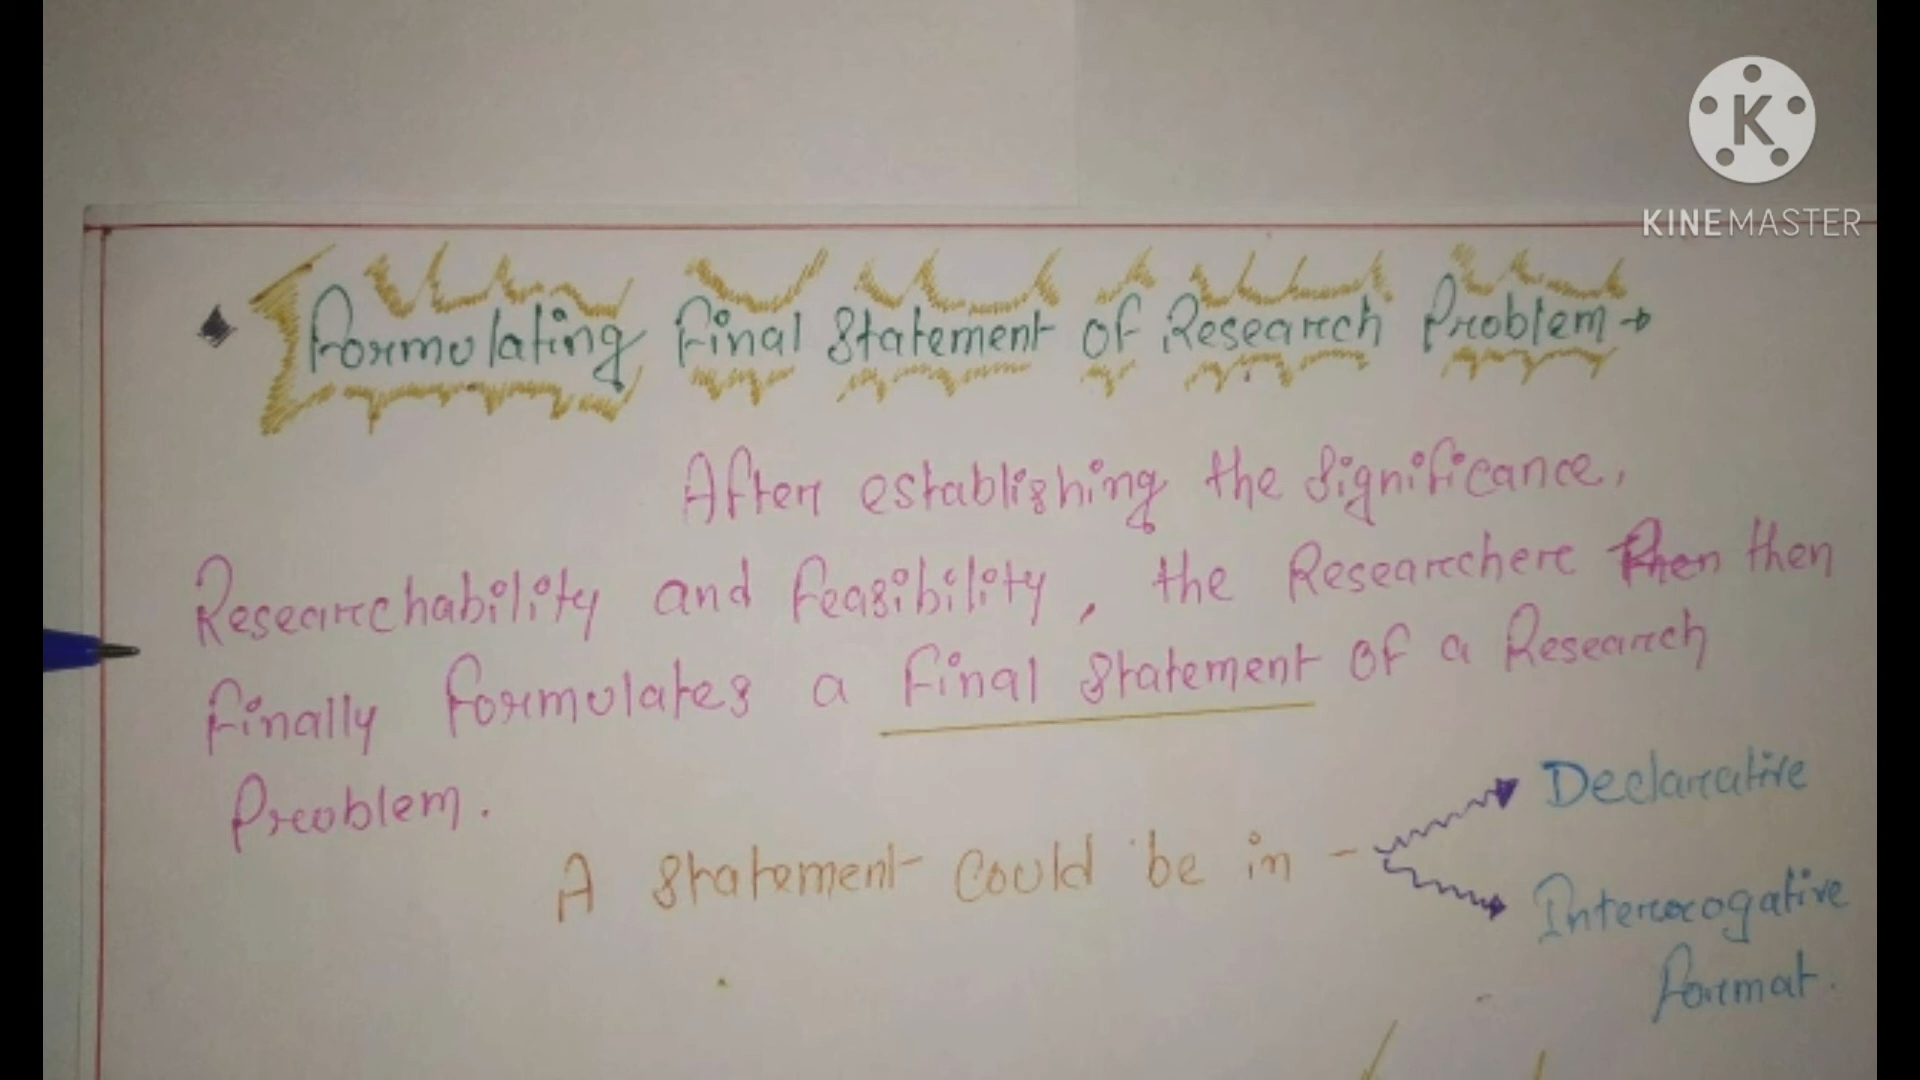 K
KINEMASTER
Formulating Final Statement of Research Problem →
After establishing the Significance,
Researchability and Feasibility, the Researcher then then
Finally Formulates a Final Statement of a Research
Problem.
A Statement Could be in -
Declarative
Interrogative
Format.